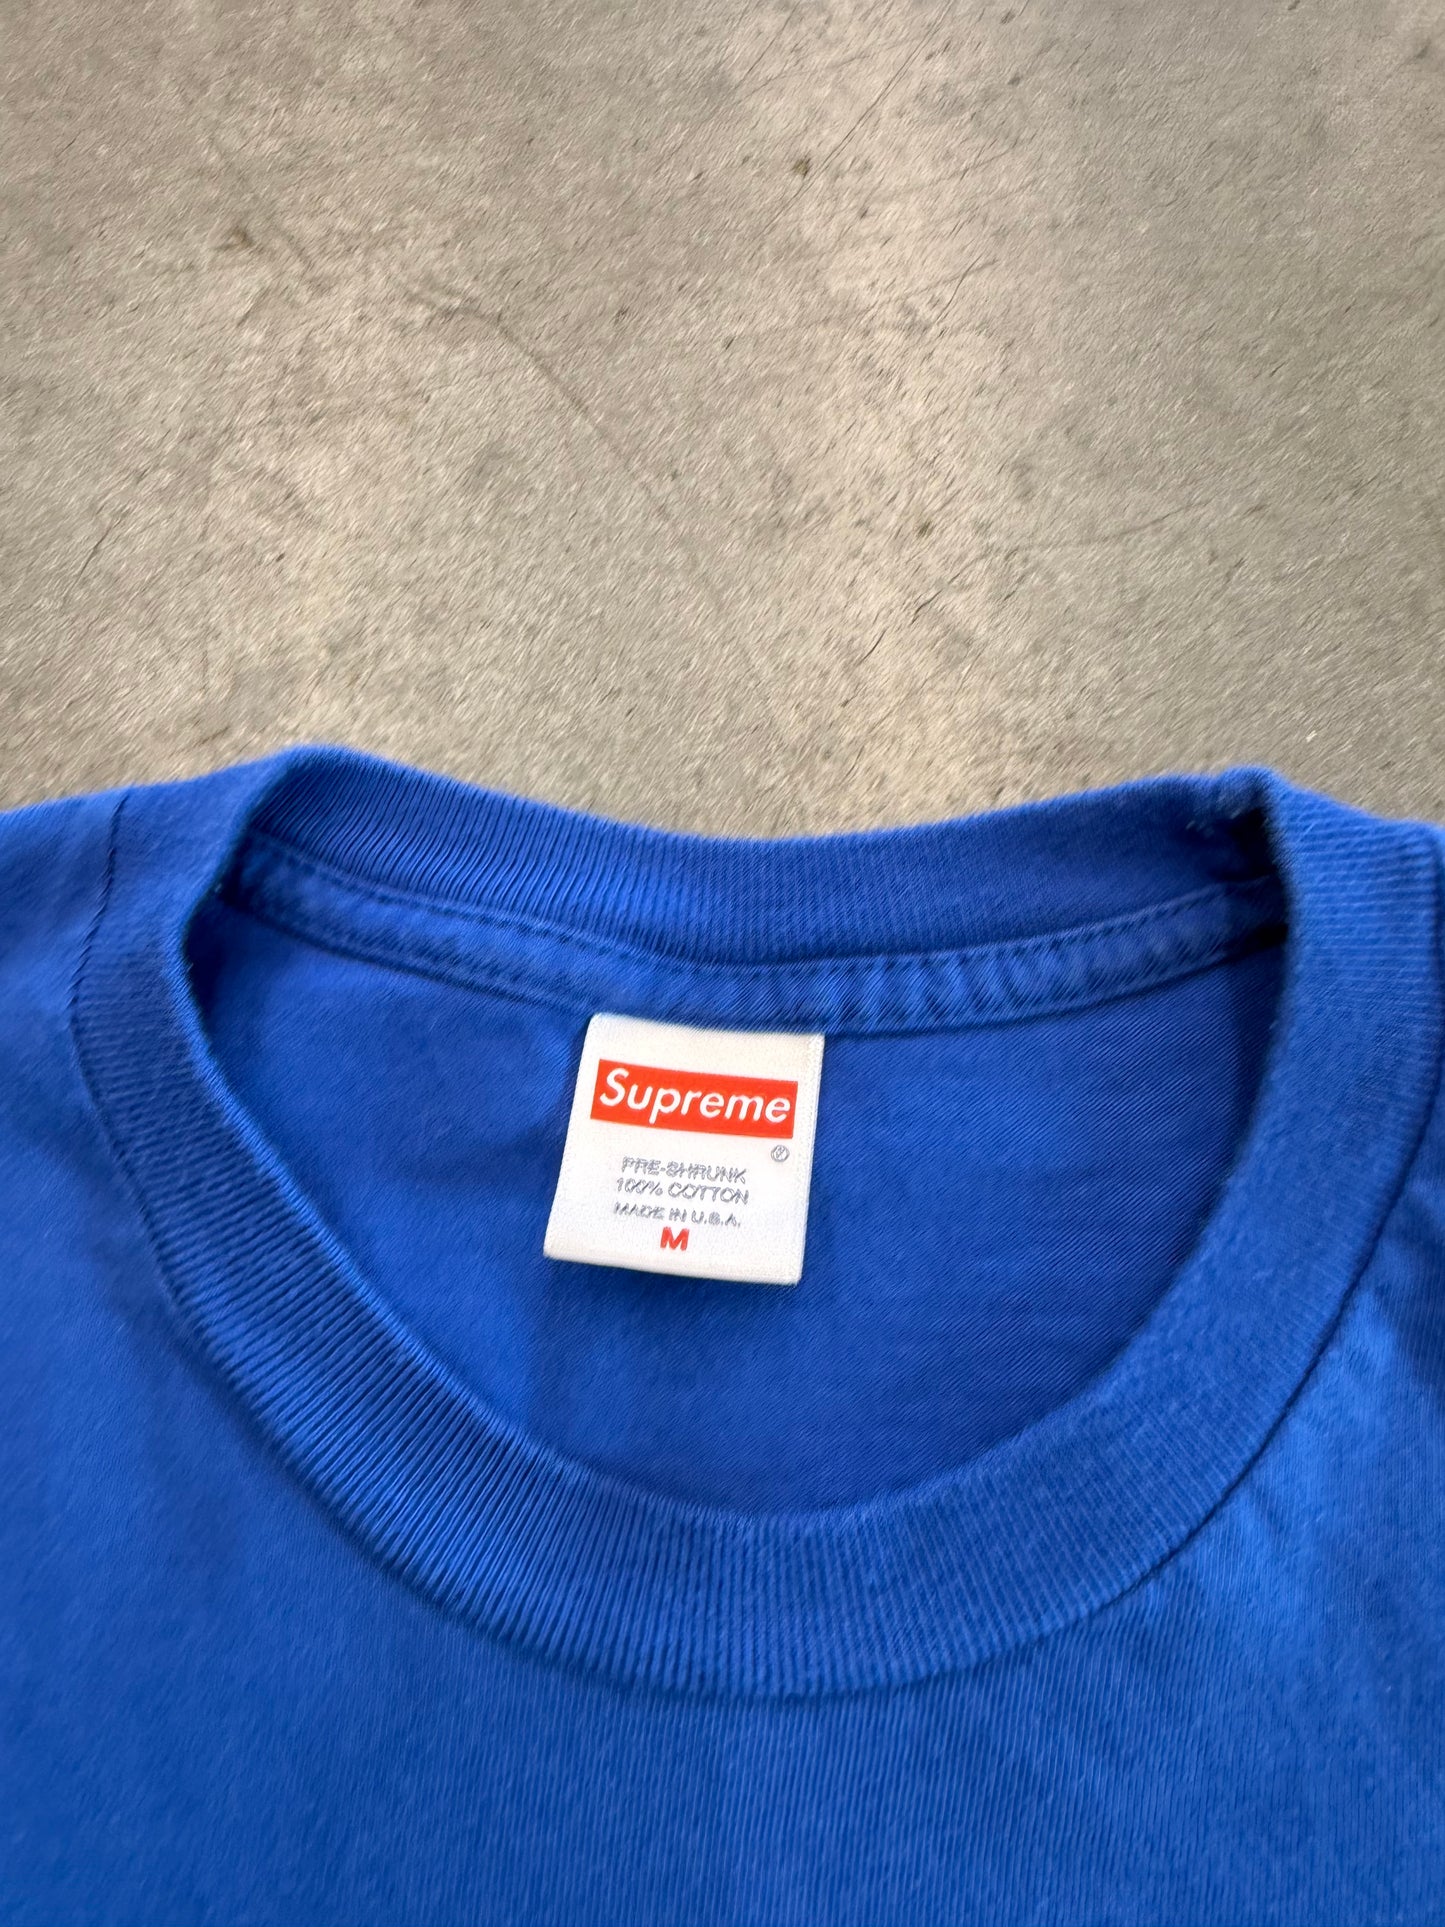 Supreme
®
PRE-SHRUNK
100% COTTON
MADE IN U.S.A.
M